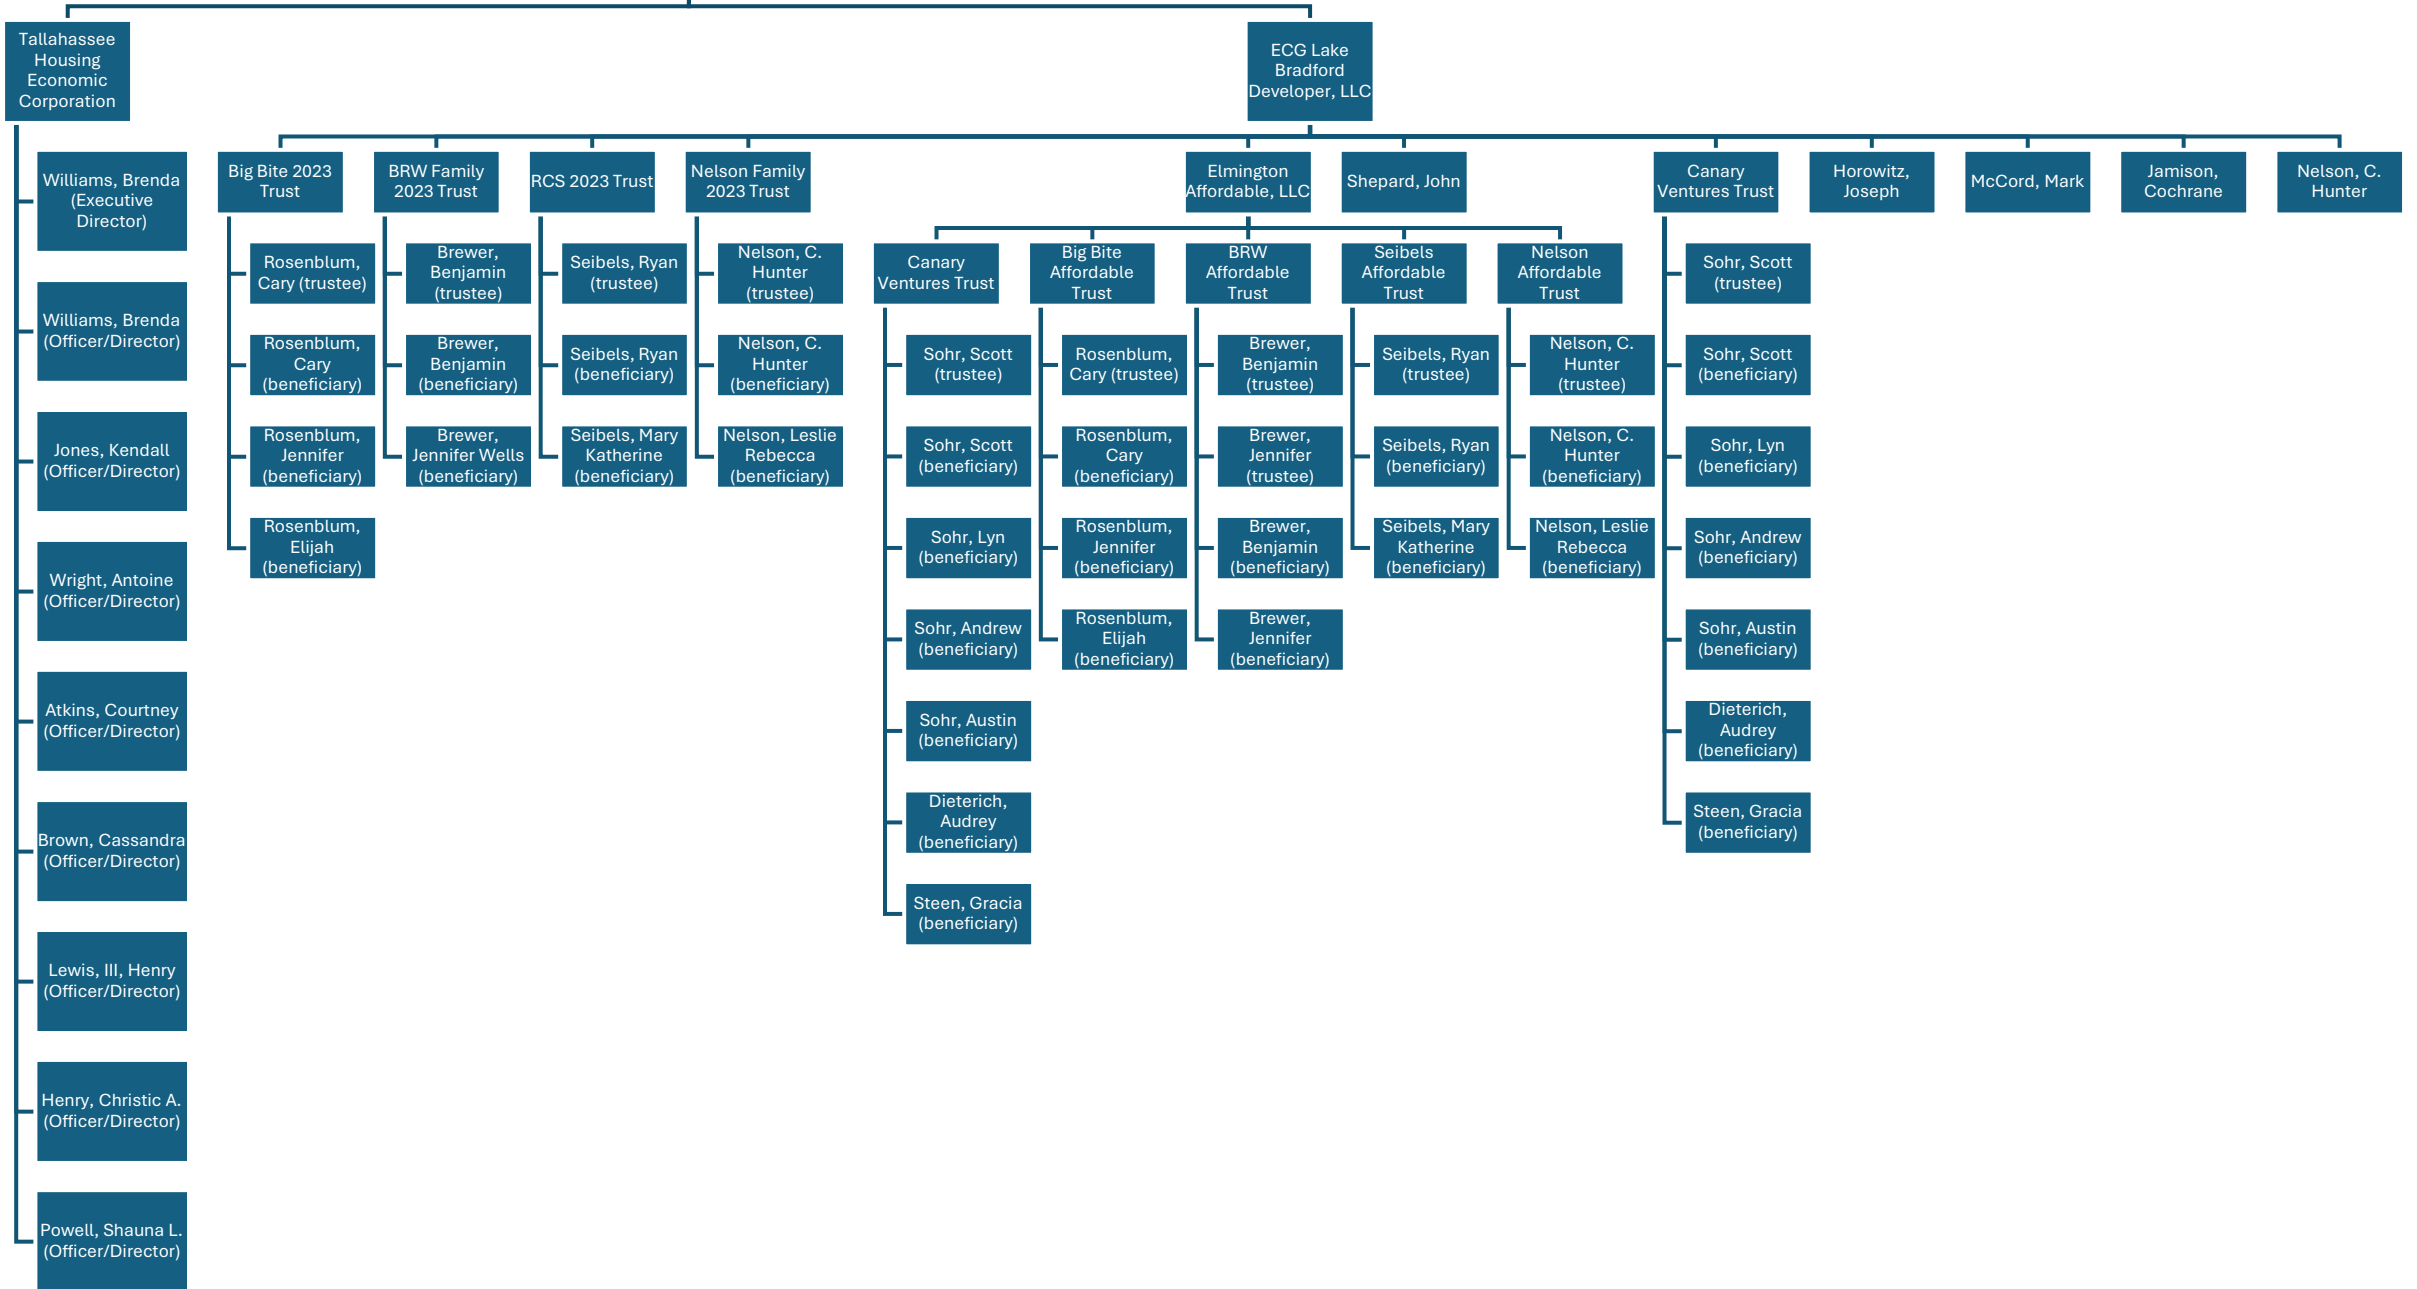 Tallahassee
Housing
Economic
Corporation
ECG Lake
Bradford
Developer, LLC
Williams, Brenda
(Executive
Director)
Williams, Brenda
(Officer/Director)
Jones, Kendall
(Officer/Director)
Wright, Antoine
(Officer/Director)
Atkins, Courtney
(Officer/Director)
Brown, Cassandra
(Officer/Director)
Lewis, III, Henry
(Officer/Director)
Henry, Christic A.
(Officer/Director)
Powell, Shauna L.
(Officer/Director)
Big Bite 2023
Trust
Rosenblum,
Cary (trustee)
Rosenblum,
Cary
(beneficiary)
Rosenblum,
Jennifer
(beneficiary)
Rosenblum,
Elijah
(beneficiary)
BRW Family
2023 Trust
Brewer,
Benjamin
(trustee)
Brewer,
Benjamin
(beneficiary)
Brewer,
Jennifer Wells
(beneficiary)
RCS 2023 Trust
Seibels, Ryan
(trustee)
Seibels, Ryan
(beneficiary)
Seibels, Mary
Katherine
(beneficiary)
Nelson Family
2023 Trust
Nelson, C.
Hunter
(trustee)
Nelson, C.
Hunter
(beneficiary)
Nelson, Leslie
Rebecca
(beneficiary)
Elmington
Affordable, LLC
Canary
Ventures Trust
Sohr, Scott
(trustee)
Sohr, Scott
(beneficiary)
Sohr, Lyn
(beneficiary)
Sohr, Andrew
(beneficiary)
Sohr, Austin
(beneficiary)
Dieterich,
Audrey
(beneficiary)
Steen, Gracia
(beneficiary)
Big Bite
Affordable
Trust
Rosenblum,
Cary (trustee)
Rosenblum,
Cary
(beneficiary)
Rosenblum,
Jennifer
(beneficiary)
Rosenblum,
Elijah
(beneficiary)
BRW
Affordable
Trust
Brewer,
Benjamin
(trustee)
Brewer,
Jennifer
(trustee)
Brewer,
Benjamin
(beneficiary)
Brewer,
Jennifer
(beneficiary)
Seibels
Affordable
Trust
Seibels, Ryan
(trustee)
Seibels, Ryan
(beneficiary)
Seibels, Mary
Katherine
(beneficiary)
Nelson
Affordable
Trust
Nelson, C.
Hunter
(trustee)
Nelson, C.
Hunter
(beneficiary)
Nelson, Leslie
Rebecca
(beneficiary)
Shepard, John
Canary
Ventures Trust
Sohr, Scott
(trustee)
Sohr, Scott
(beneficiary)
Sohr, Lyn
(beneficiary)
Sohr, Andrew
(beneficiary)
Sohr, Austin
(beneficiary)
Dieterich,
Audrey
(beneficiary)
Steen, Gracia
(beneficiary)
Horowitz,
Joseph
McCord, Mark
Jamison,
Cochrane
Nelson, C.
Hunter